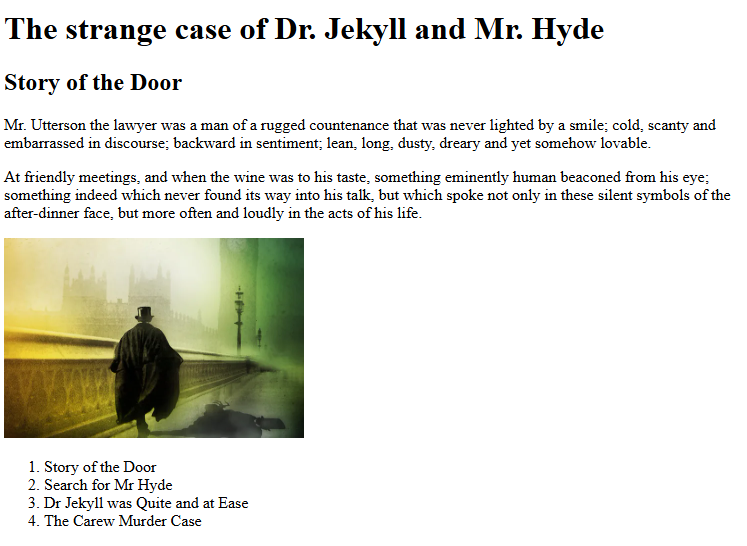 The strange case of Dr. Jekyll and Mr. Hyde
Story of the Door
Mr. Utterson the lawyer was a man of a rugged countenance that was never lighted by a smile; cold, scanty and
embarrassed in discourse; backward in sentiment; lean, long, dusty, dreary and yet somehow lovable.
At friendly meetings, and when the wine was to his taste, something eminently human beaconed from his eye;
something indeed which never found its way into his talk, but which spoke not only in these silent symbols of the
after-dinner face, but more often and loudly in the acts of his life.
1. Story of the Door
2. Search for Mr Hyde
3. Dr Jekyll was Quite and at Ease
4. The Carew Murder Case